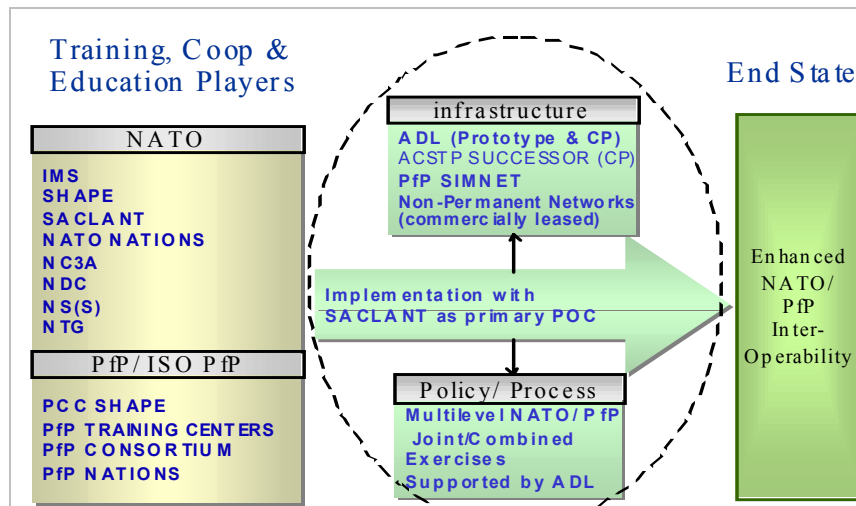 Training, Coop &
Education Players
NATO
IMS
SHAPE
SACLANT
NATO NATIONS
NC3A
NDC
NS(S)
NTG
PfP/ISO PfP
PCC SHAPE
PfP TRAINING CENTERS
PfP CONSORTIUM
PfP NATIONS
infrastructure
ADL (Prototype & CP)
ACSTP SUCCESSOR (CP)
PfP SIMNET
Non-Permanent Networks
(commercially leased)
Implementation with
SACLANT as primary POC
Policy/Process
Multilevel NATO/PfP
Joint/Combined
Exercises
Supported by ADL
End State
Enhanced
NATO/
PfP
Inter-
Operability